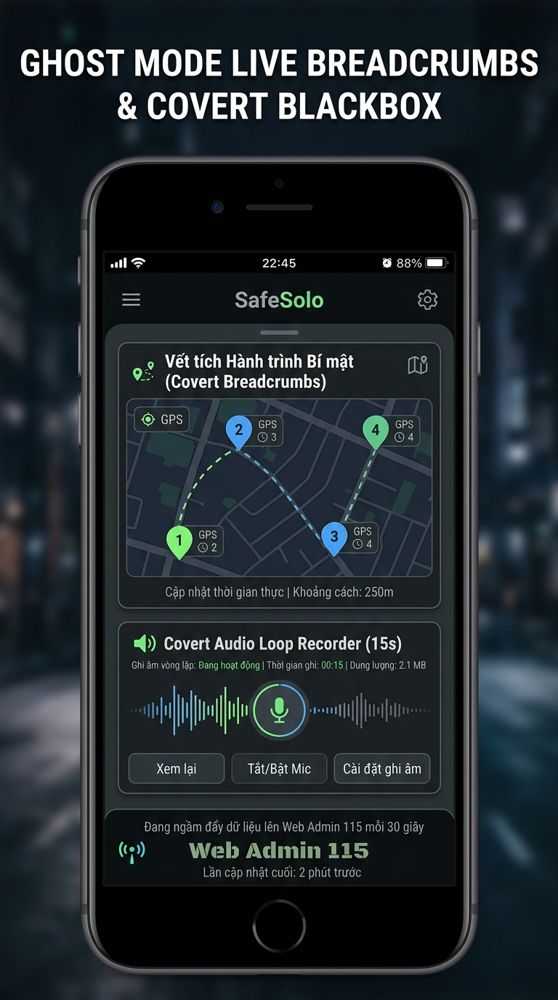 GHOST MODE LIVE BREADCRUMBS
& COVERT BLACKBOX
22:45
88%
SafeSolo
Vết tích Hành trình Bí mật
(Covert Breadcrumbs)
GPS
2
GPS
3
4
GPS
4
1
GPS
2
3
GPS
4
Cập nhật thời gian thực | Khoảng cách: 250m
Covert Audio Loop Recorder (15s)
Ghi âm vòng lặp: Đang hoạt động | Thời gian ghi: 00:15 | Dung lượng: 2.1 MB
Xem lại
Tắt/Bật Mic
Cài đặt ghi âm
Đang ngầm đẩy dữ liệu lên Web Admin 115 mỗi 30 giây
Web Admin 115
Lần cập nhật cuối: 2 phút trước